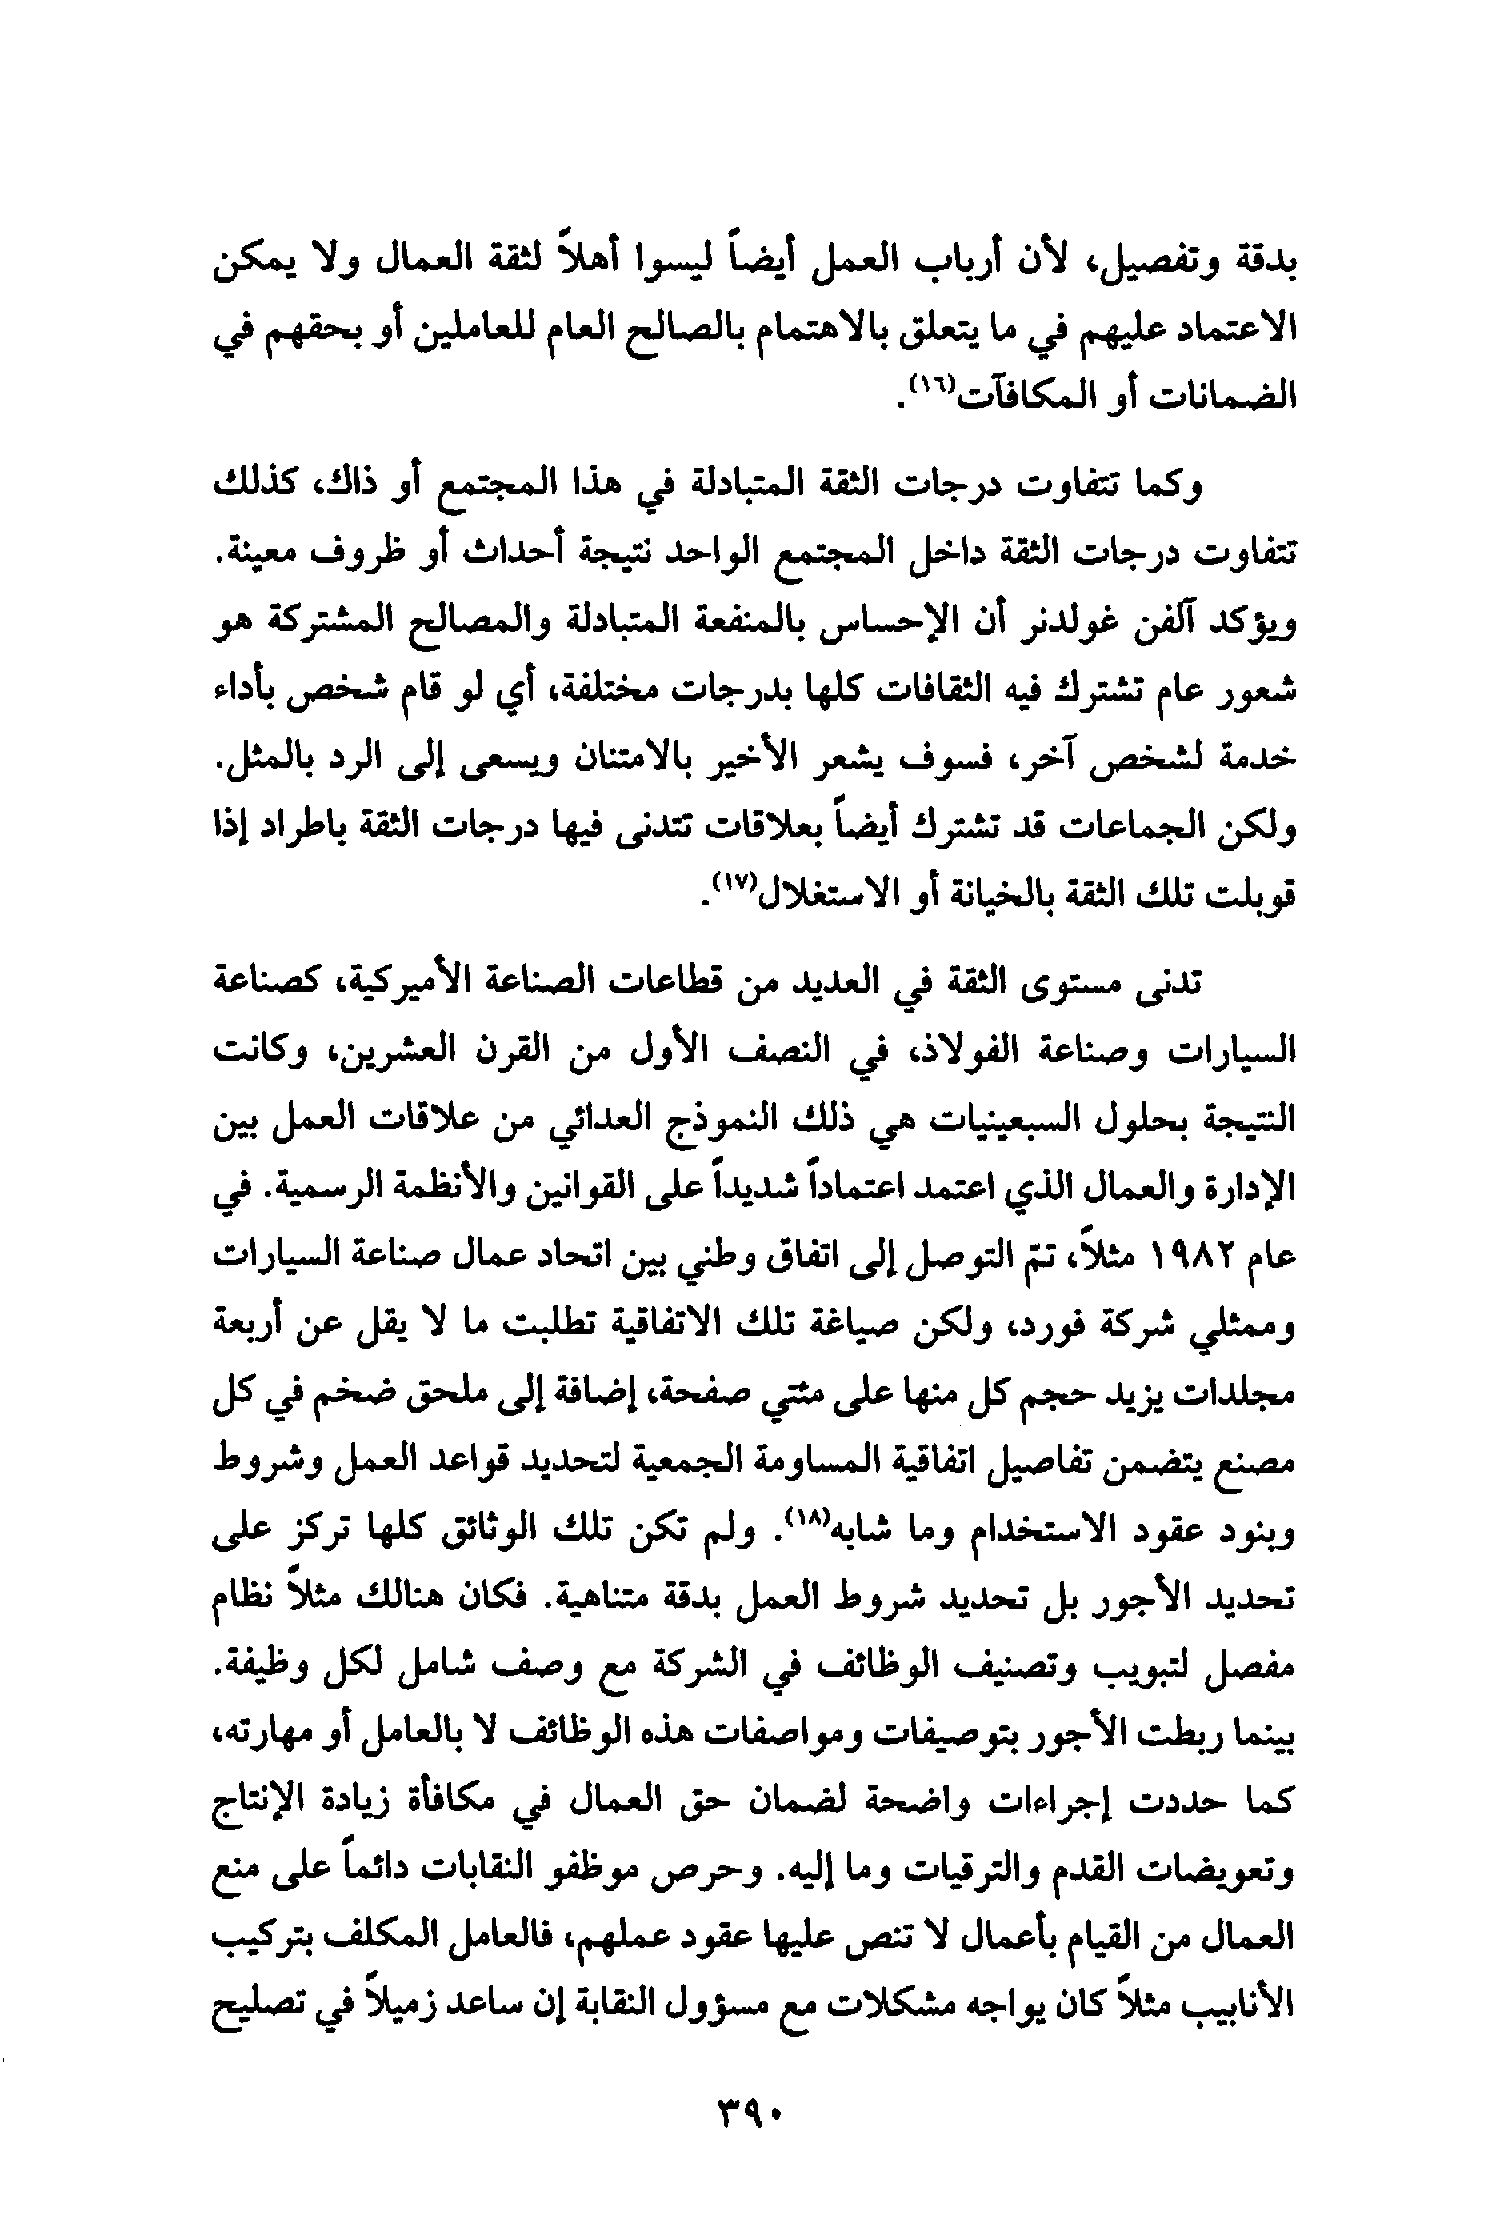 بدقة وتفصيل، لأن أرباب العمل أيضاً ليسوا أهلاً لثقة العمال ولا يمكن
الاعتماد عليهم في ما يتعلق بالاهتمام بالصالح العام للعاملين أو بحقهم في
الضمانات أو المكافآت(١٦).
وكما تتفاوت درجات الثقة المتبادلة في هذا المجتمع أو ذاك، كذلك
تتفاوت درجات الثقة داخل المجتمع الواحد نتيجة أحداث أو ظروف معينة.
ويؤكد آلفن غولدنر أن الإحساس بالمنفعة المتبادلة والمصالح المشتركة هو
شعور عام تشترك فيه الثقافات كلها بدرجات مختلفة، أي لو قام شخص بأداء
خدمة لشخص آخر، فسوف يشعر الأخير بالامتنان ويسعى إلى الرد بالمثل.
ولكن الجماعات قد تشترك أيضاً بعلاقات تتدنى فيها درجات الثقة باطراد إذا
قوبلت تلك الثقة بالخيانة أو الاستغلال(١٧).
تدنى مستوى الثقة في العديد من قطاعات الصناعة الأميركية، كصناعة
السيارات وصناعة الفولاذ، في النصف الأول من القرن العشرين، وكانت
النتيجة بحلول السبعينيات هي ذلك النموذج العدائي من علاقات العمل بين
الإدارة والعمال الذي اعتمد اعتماداً شديداً على القوانين والأنظمة الرسمية. في
عام ١٩٨٢ مثلاً، تمّ التوصل إلى اتفاق وطني بين اتحاد عمال صناعة السيارات
وممثلي شركة فورد، ولكن صياغة تلك الاتفاقية تطلبت ما لا يقل عن أربعة
مجلدات يزيد حجم كل منها على مئتي صفحة، إضافة إلى ملحق ضخم في كل
مصنع يتضمن تفاصيل اتفاقية المساومة الجمعية لتحديد قواعد العمل وشروط
وبنود عقود الاستخدام وما شابه(١٨). ولم تكن تلك الوثائق كلها تركز على
تحديد الأجور بل تحديد شروط العمل بدقة متناهية. فكان هنالك مثلاً نظام
مفصل لتبويب وتصنيف الوظائف في الشركة مع وصف شامل لكل وظيفة.
بينما ربطت الأجور بتوصيفات ومواصفات هذه الوظائف لا بالعامل أو مهارته،
كما حددت إجراءات واضحة لضمان حق العمال في مكافأة زيادة الإنتاج
وتعويضات القدم والترقيات وما إليه. وحرص موظفو النقابات دائماً على منع
العمال من القيام بأعمال لا تنص عليها عقود عملهم، فالعامل المكلف بتركيب
الأنابيب مثلاً كان يواجه مشكلات مع مسؤول النقابة إن ساعد زميلاً في تصليح
٣٩٠